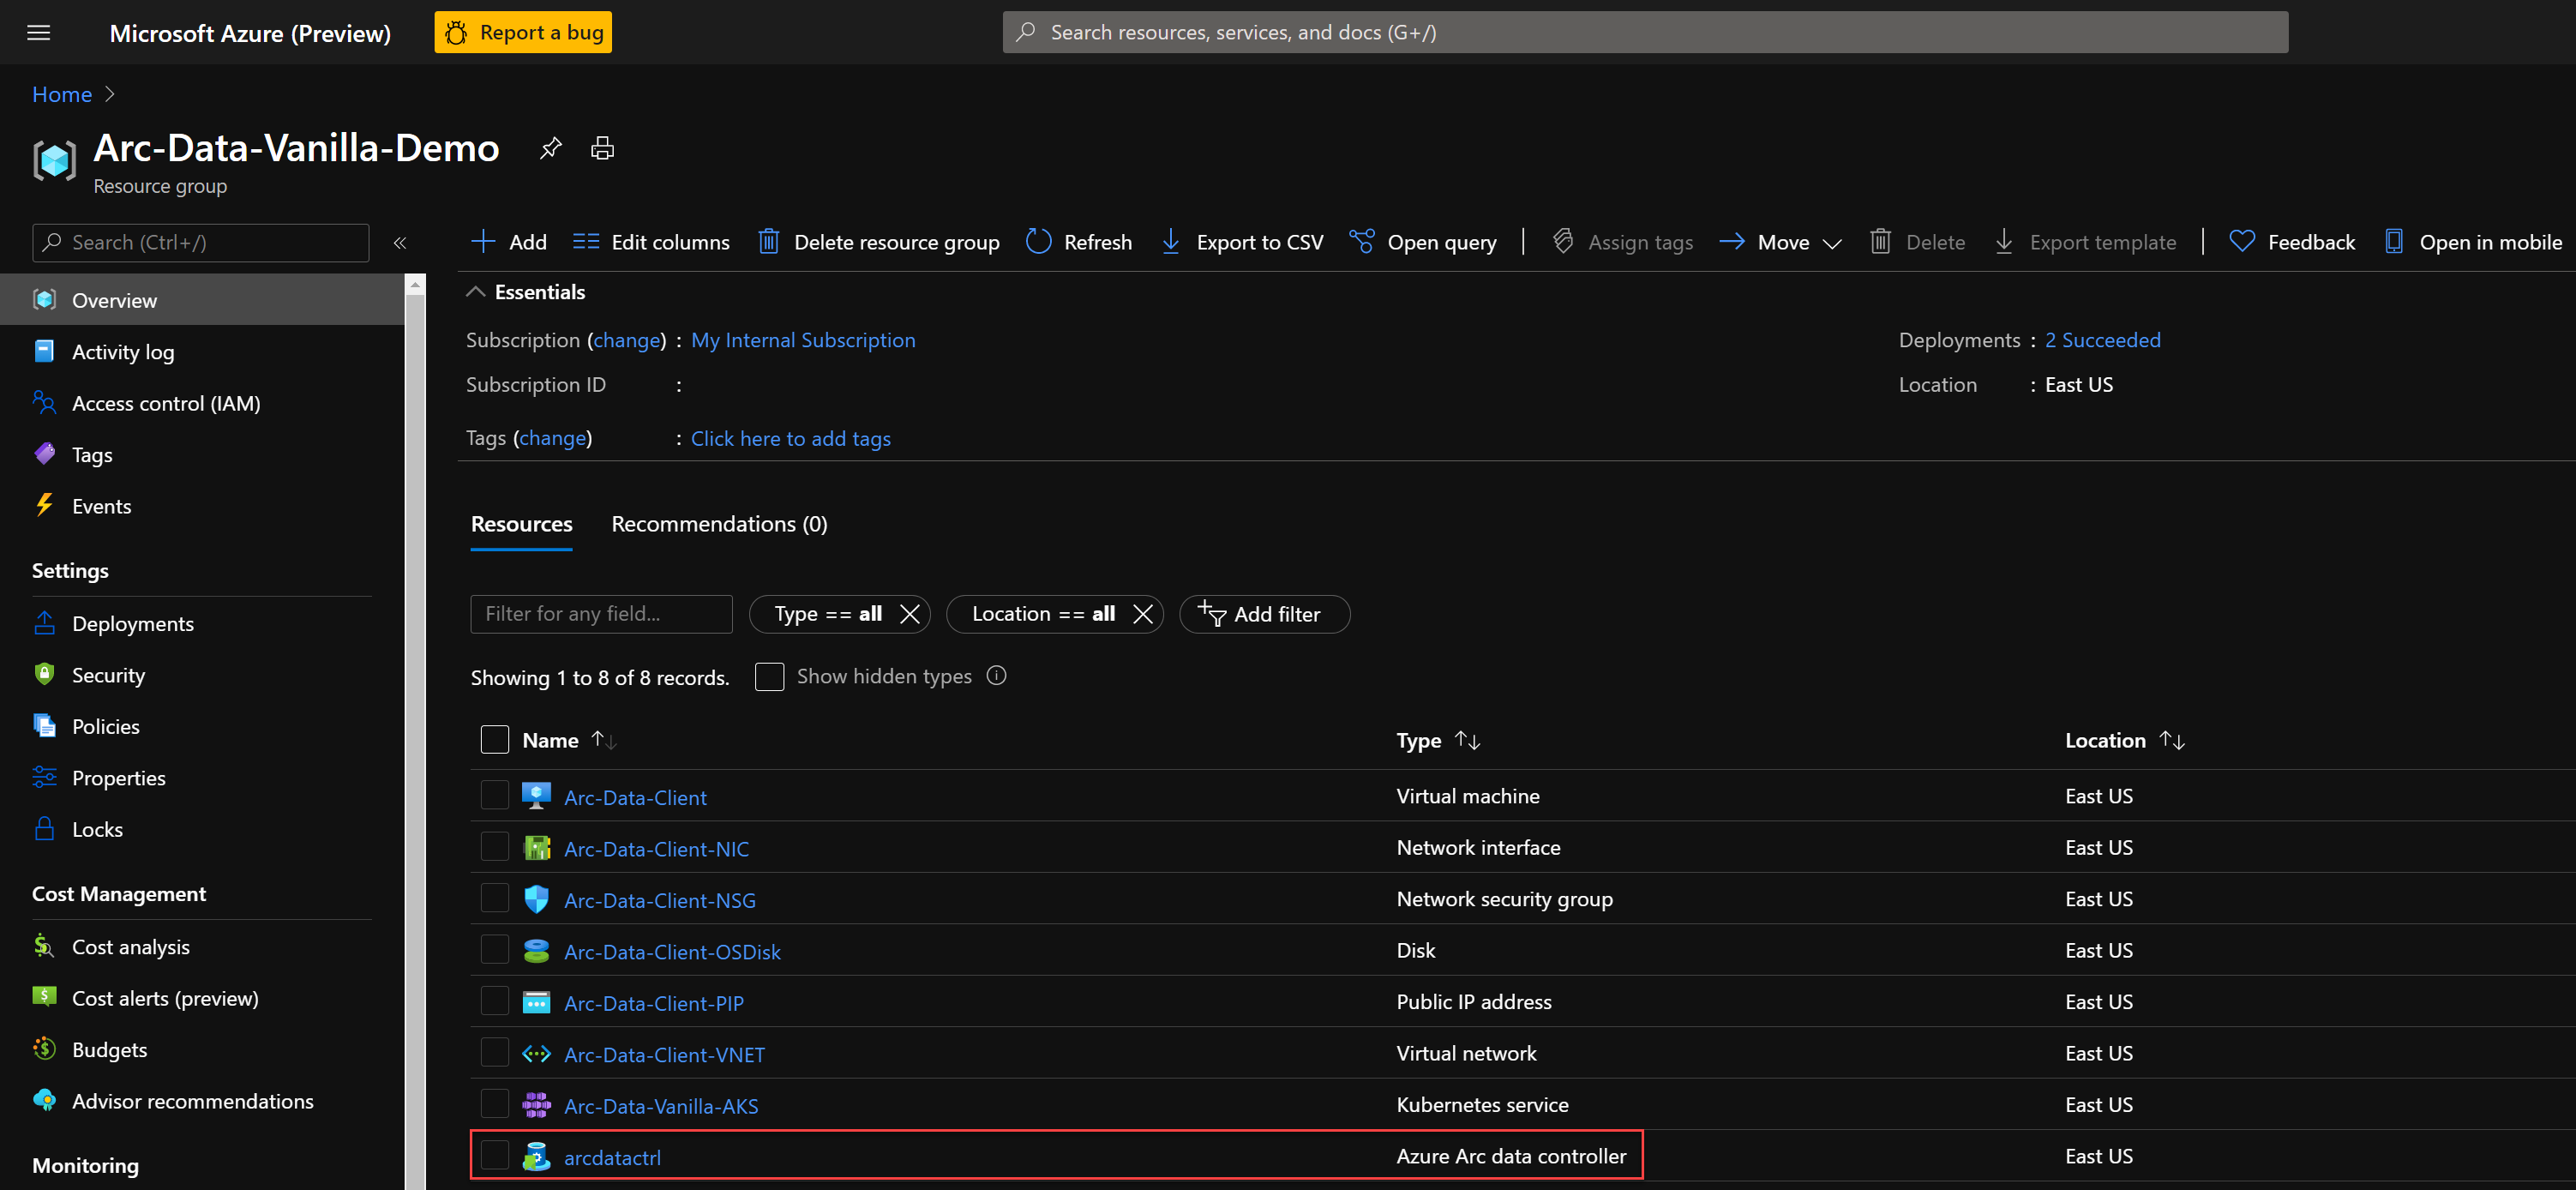 Microsoft Azure (Preview)
Report a bug
Search resources, services, and docs (G+/)
Home
Arc-Data-Vanilla-Demo
Resource group
Search (Ctrl+/)
Add
Edit columns
Delete resource group
Refresh
Export to CSV
Open query
Assign tags
Move
Delete
Export template
Feedback
Open in mobile
Overview
Activity log
Access control (IAM)
Tags
Events
Settings
Deployments
Security
Policies
Properties
Locks
Cost Management
Cost analysis
Cost alerts (preview)
Budgets
Advisor recommendations
Monitoring
Essentials
Subscription (change) : My Internal Subscription
Deployments : 2 Succeeded
Subscription ID :
Location : East US
Tags (change) : Click here to add tags
Resources
Recommendations (0)
Filter for any field...
Type == all
Location == all
Add filter
Showing 1 to 8 of 8 records.
Show hidden types
Name Type Location
Arc-Data-Client Virtual machine East US
Arc-Data-Client-NIC Network interface East US
Arc-Data-Client-NSG Network security group East US
Arc-Data-Client-OSDisk Disk East US
Arc-Data-Client-PIP Public IP address East US
Arc-Data-Client-VNET Virtual network East US
Arc-Data-Vanilla-AKS Kubernetes service East US
arcdatactrl Azure Arc data controller East US